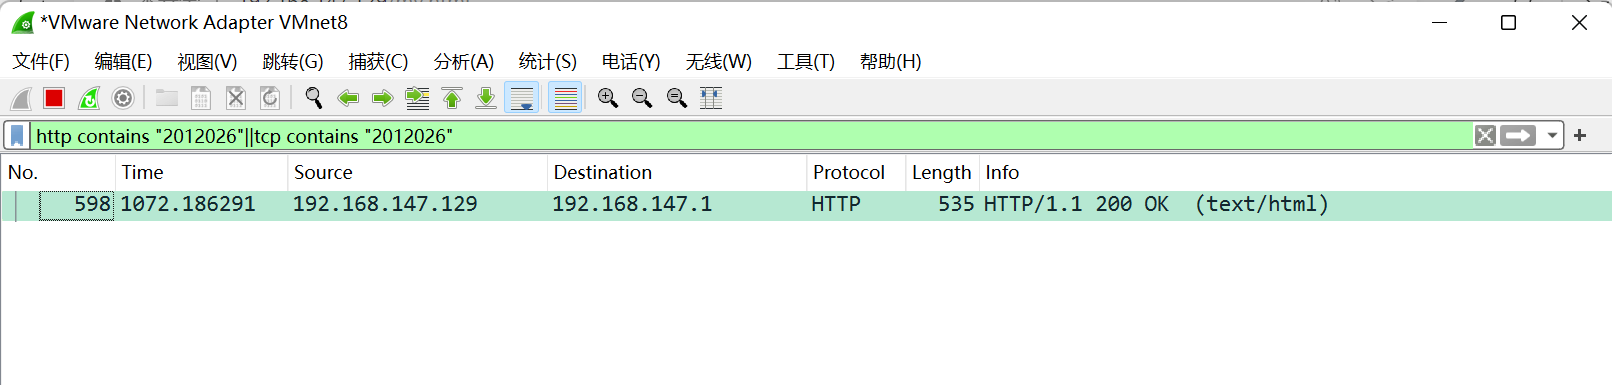 *VMware Network Adapter VMnet8
文件(F) 编辑(E) 视图(V) 跳转(G) 捕获(C) 分析(A) 统计(S) 电话(Y) 无线(W) 工具(T) 帮助(H)
http contains "2012026"||tcp contains "2012026"
No. Time Source Destination Protocol Length Info
598 1072.186291 192.168.147.129 192.168.147.1 HTTP 535 HTTP/1.1 200 OK (text/html)